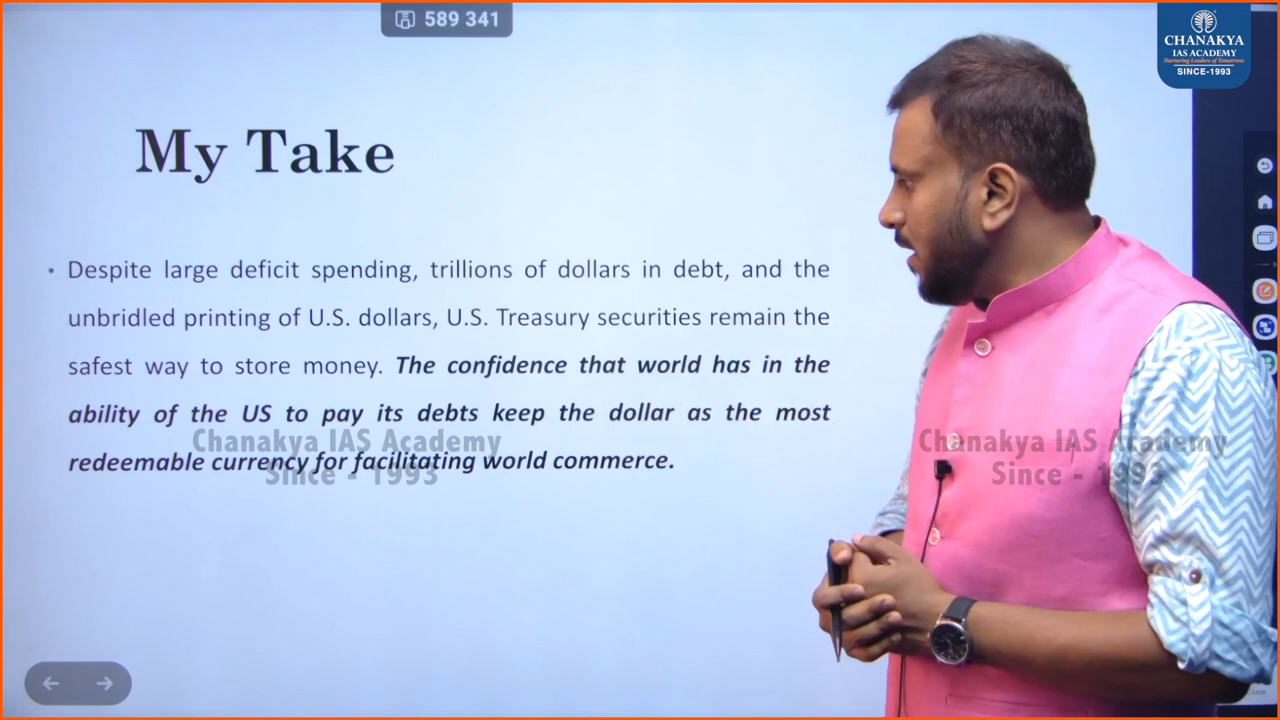 589 341
CHANAKYA
IAS ACADEMY
Nurturing Leaders of Tomorrow
SINCE-1993
My Take
• Despite large deficit spending, trillions of dollars in debt, and the
unbridled printing of U.S. dollars, U.S. Treasury securities remain the
safest way to store money. The confidence that world has in the
ability of the US to pay its debts keep the dollar as the most
redeemable currency for facilitating world commerce.
Chanakya IAS Academy
Since - 1993
Chanakya IAS Academy
Since - 1993